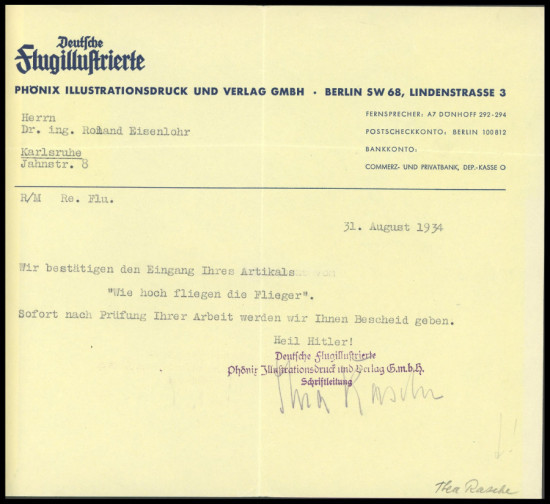 Deutsche
Flugillustrierte
PHÖNIX ILLUSTRATIONSDRUCK UND VERLAG GMBH · BERLIN SW 68, LINDENSTRASSE 3
FERNSPRECHER: A7 DÖNHOFF 292-294
POSTSCHECKKONTO: BERLIN 100812
BANKKONTO:
COMMERZ- UND PRIVATBANK, DEP.-KASSE O
Herrn
Dr. ing. Roland Eisenlohr
Karlsruhe
Jahnstr. 8
R/M Re. Flu.
31. August 1934
Wir bestätigen den Eingang Ihres Artikals
"Wie hoch fliegen die Flieger".
Sofort nach Prüfung Ihrer Arbeit werden wir Ihnen Bescheid geben.
Heil Hitler!
Deutsche Flugillustrierte
Phönix Illustrationsdruck und Verlag G.m.b.H.
Schriftleitung
Thea Rasche
Thea Rasche